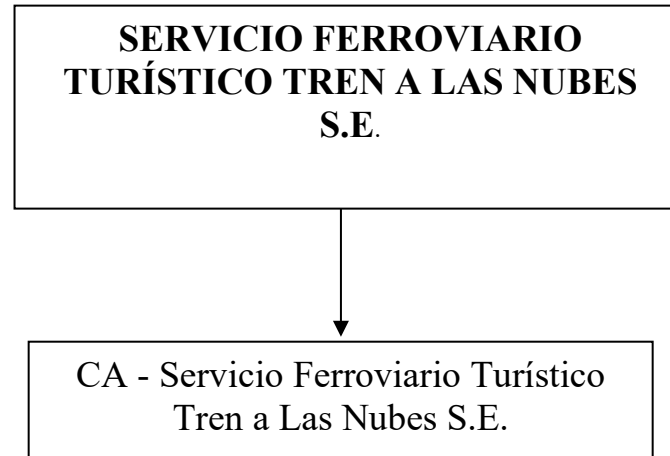 SERVICIO FERROVIARIO
TURÍSTICO TREN A LAS NUBES
S.E.
CA - Servicio Ferroviario Turístico
Tren a Las Nubes S.E.